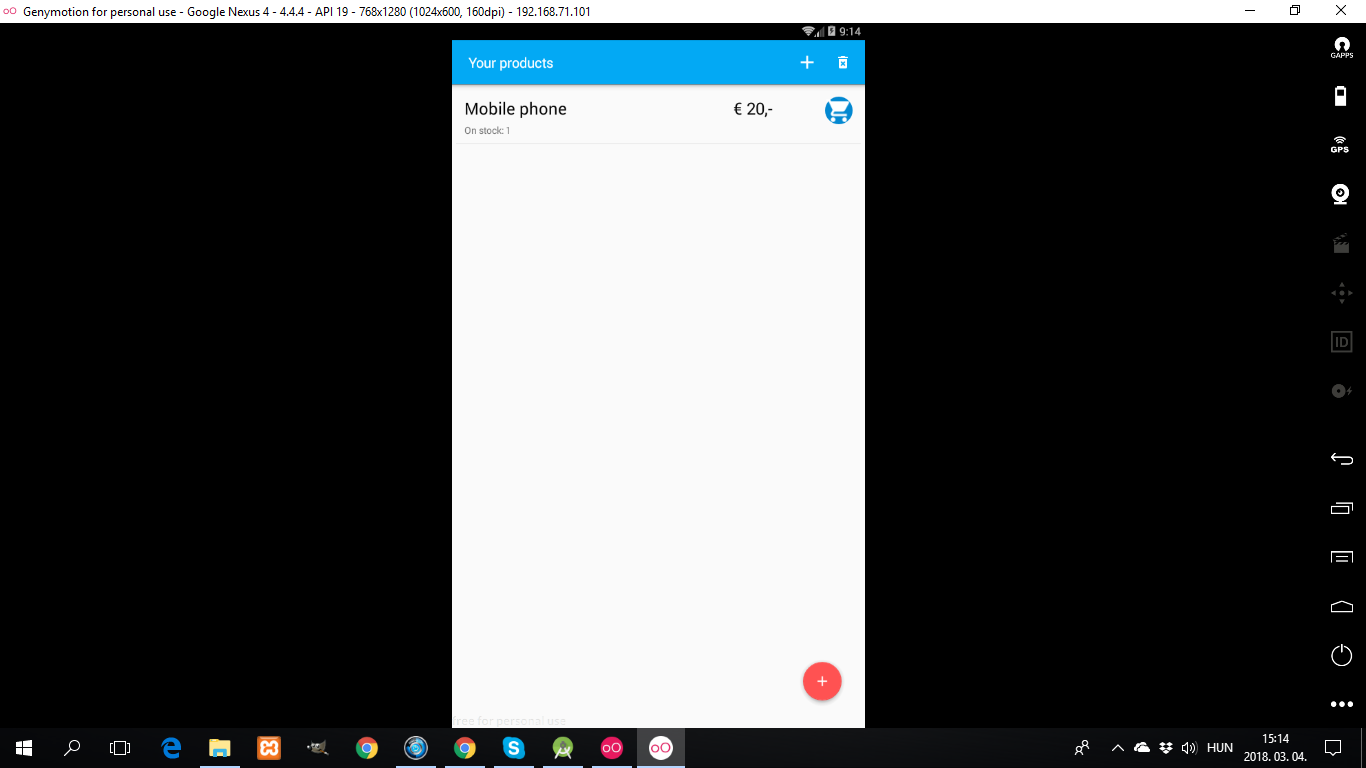 Genymotion for personal use - Google Nexus 4 - 4.4.4 - API 19 - 768x1280 (1024x600, 160dpi) - 192.168.71.101
9:14
GAPPS
Your products
Mobile phone € 20,-
On stock: 1
GPS
ID
free for personal use
HUN
15:14
2018. 03. 04.